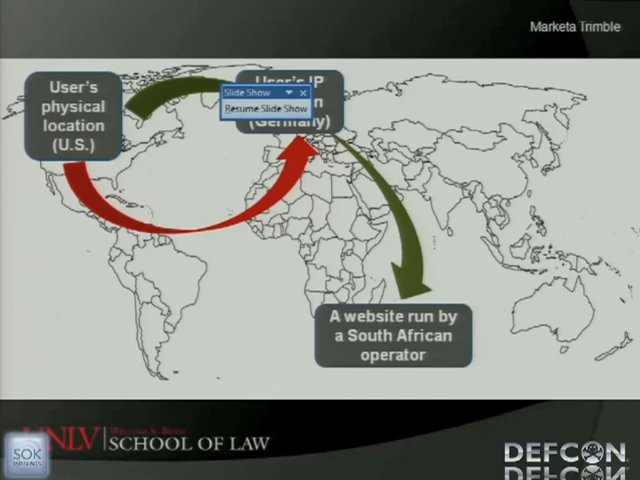 Marketa Trimble
User's
physical
location
(U.S.)
User's IP
Slide Show
Resume Slide Show
(Germany)
A website run by
a South African
operator
UNLV
SCHOOL OF LAW
SOK
DEFCON